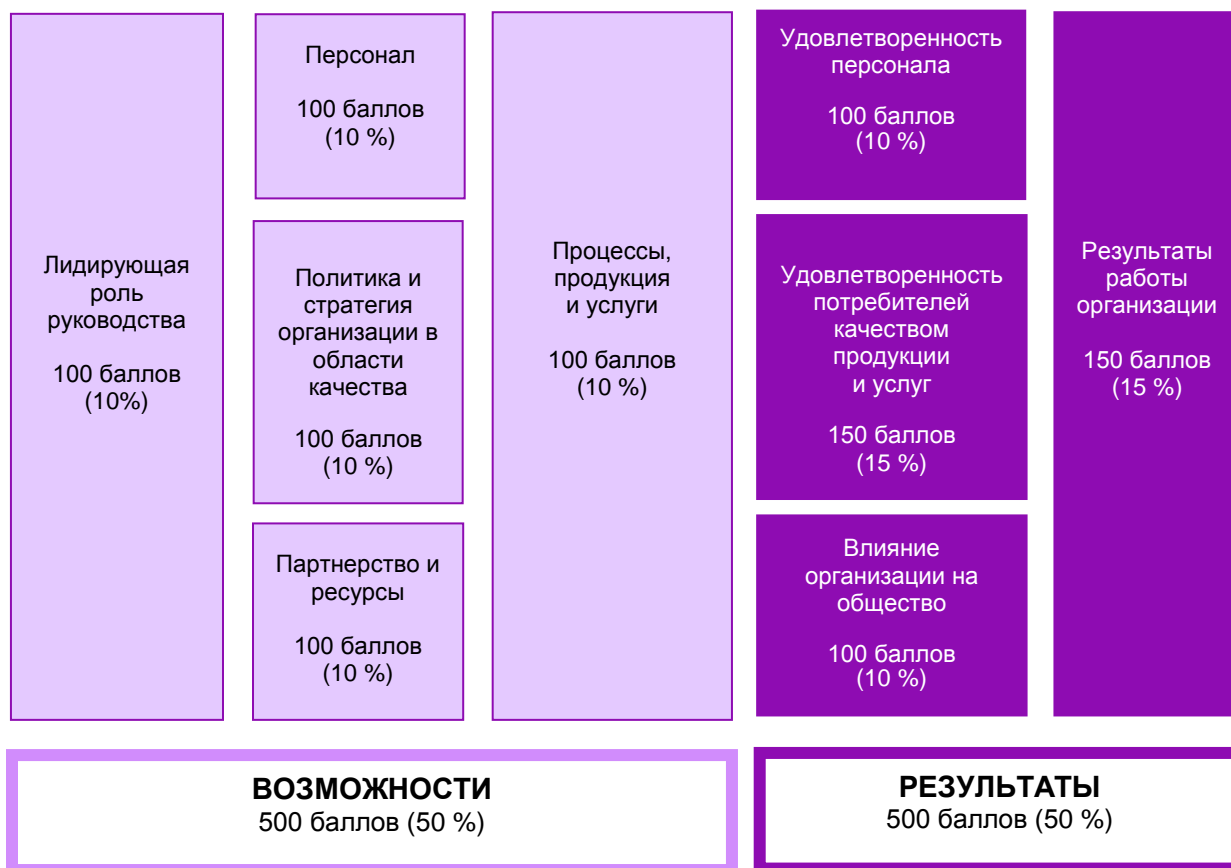 Лидирующая
роль
руководства
100 баллов
(10%)
Персонал
100 баллов
(10 %)
Политика и
стратегия
организации в
области
качества
100 баллов
(10 %)
Партнерство и
ресурсы
100 баллов
(10 %)
Процессы,
продукция
и услуги
100 баллов
(10 %)
Удовлетворенность
персонала
100 баллов
(10 %)
Удовлетворенность
потребителей
качеством
продукции
и услуг
150 баллов
(15 %)
Влияние
организации на
общество
100 баллов
(10 %)
Результаты
работы
организации
150 баллов
(15 %)
ВОЗМОЖНОСТИ
500 баллов (50 %)
РЕЗУЛЬТАТЫ
500 баллов (50 %)